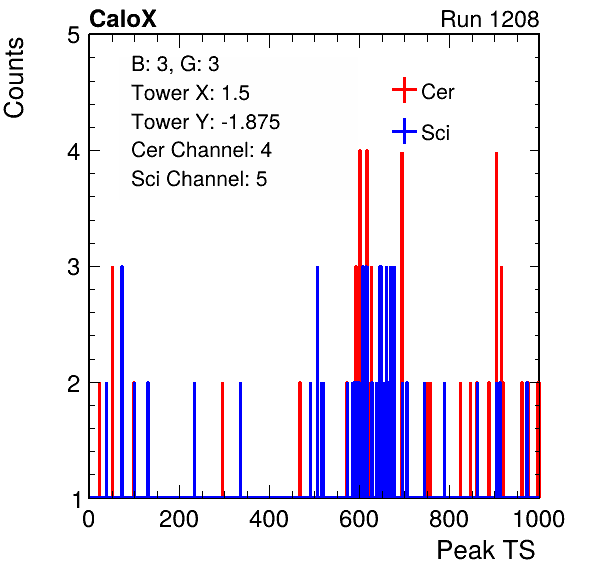 CaloX Run 1208
Counts
B: 3, G: 3
Tower X: 1.5
Tower Y: -1.875
Cer Channel: 4
Sci Channel: 5
Cer
Sci
5
4
3
2
1
0 200 400 600 800 1000
Peak TS